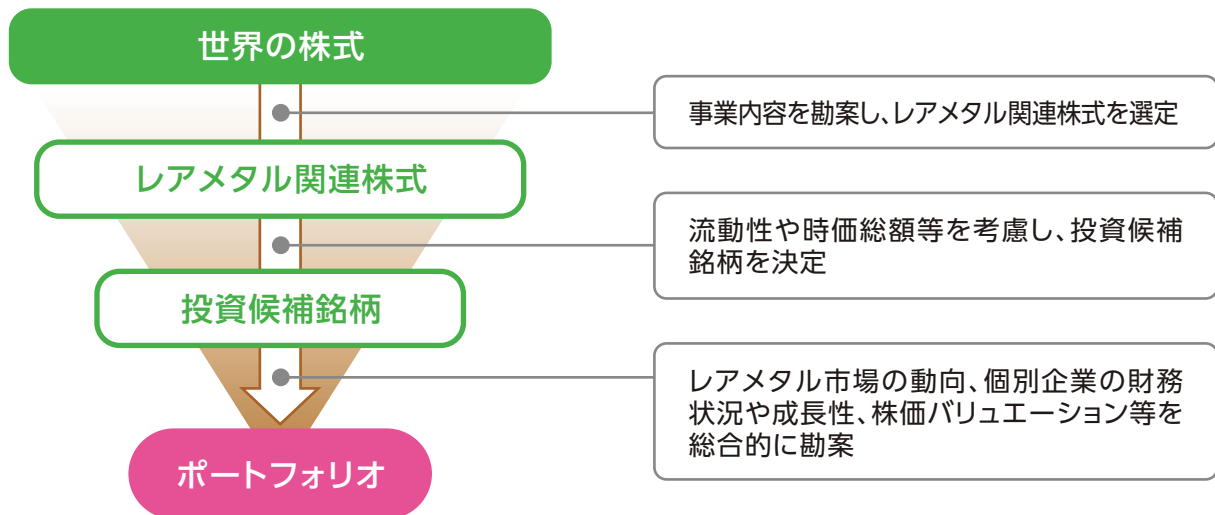 世界の株式
事業内容を勘案し、レアメタル関連株式を選定
レアメタル関連株式
流動性や時価総額等を考慮し、投資候補
銘柄を決定
投資候補銘柄
レアメタル市場の動向、個別企業の財務
状況や成長性、株価バリュエーション等を
総合的に勘案
ポートフォリオ